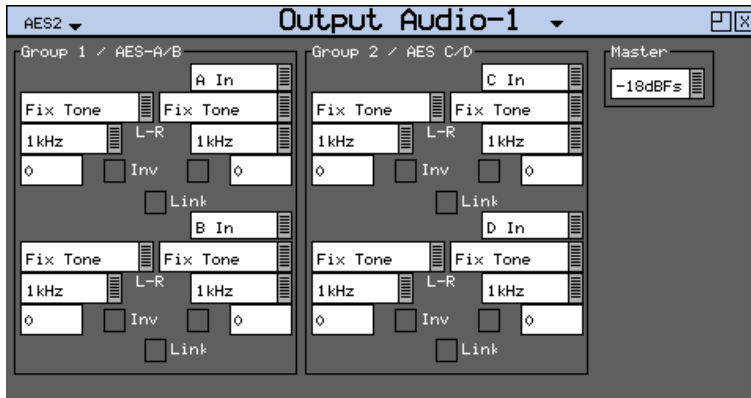 AES2 Output Audio-1
Group 1 / AES-A/B
A In
Fix Tone Fix Tone
1kHz L-R 1kHz
0 Inv 0
Link
B In
Fix Tone Fix Tone
1kHz L-R 1kHz
0 Inv 0
Link
Group 2 / AES C/D
C In
Fix Tone Fix Tone
1kHz L-R 1kHz
0 Inv 0
Link
D In
Fix Tone Fix Tone
1kHz L-R 1kHz
0 Inv 0
Link
Master
-18dBFs